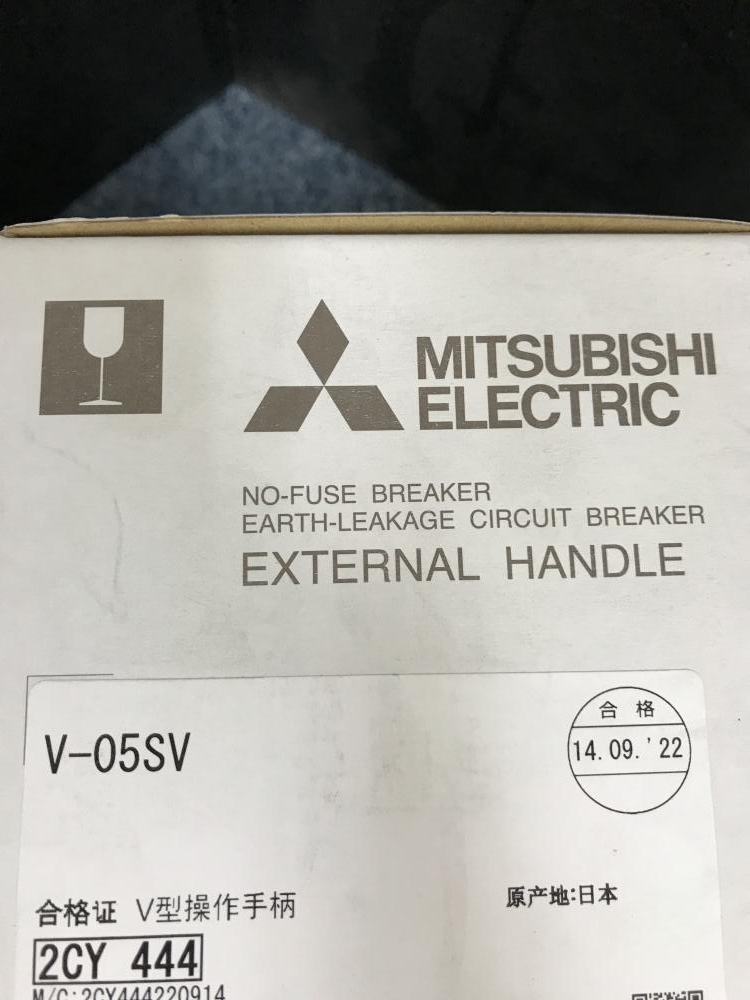 MITSUBISHI
ELECTRIC
NO-FUSE BREAKER
EARTH-LEAKAGE CIRCUIT BREAKER
EXTERNAL HANDLE
V-05SV
合格
14.09.'22
合格证 V型操作手柄
原产地:日本
2CY 444
M/C:2CY444220914